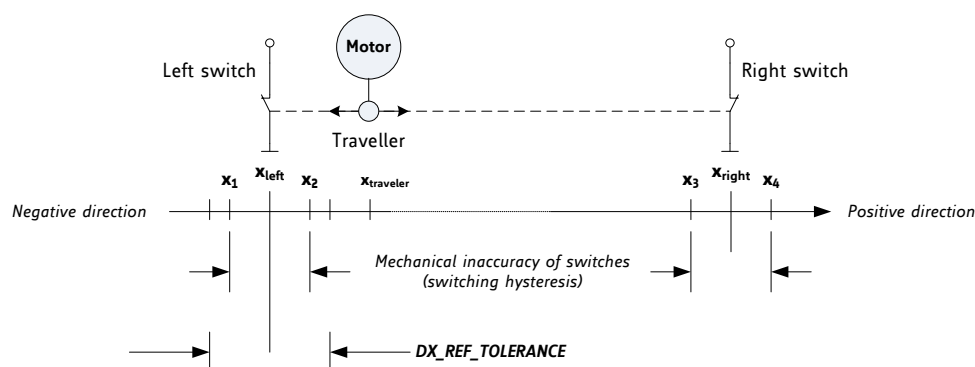 Motor
Left switch
Right switch
Traveller
x1
xleft
x2
xtraveler
x3
xright
x4
Negative direction
Positive direction
Mechanical inaccuracy of switches
(switching hysteresis)
DX_REF_TOLERANCE